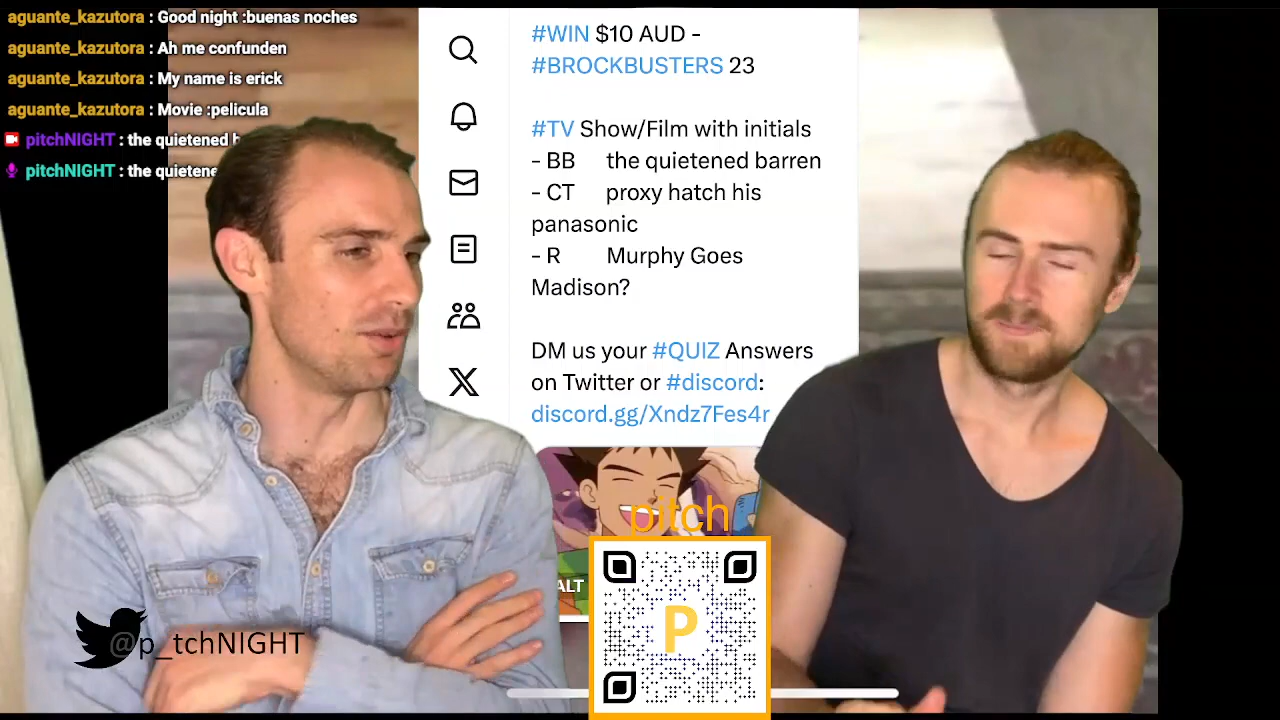 aguante_kazutora : Good night :buenas noches
aguante_kazutora : Ah me confunden
aguante_kazutora : My name is erick
aguante_kazutora : Movie :pelicula
pitchNIGHT : the quietened b
pitchNIGHT : the quietene
#WIN $10 AUD -
#BROCKBUSTERS 23
#TV Show/Film with initials
- BB the quietened barren
- CT proxy hatch his
panasonic
- R Murphy Goes
Madison?
DM us your #QUIZ Answers
on Twitter or #discord:
discord.gg/Xndz7Fes4r
pitch
ALT
P
@p_tchNIGHT